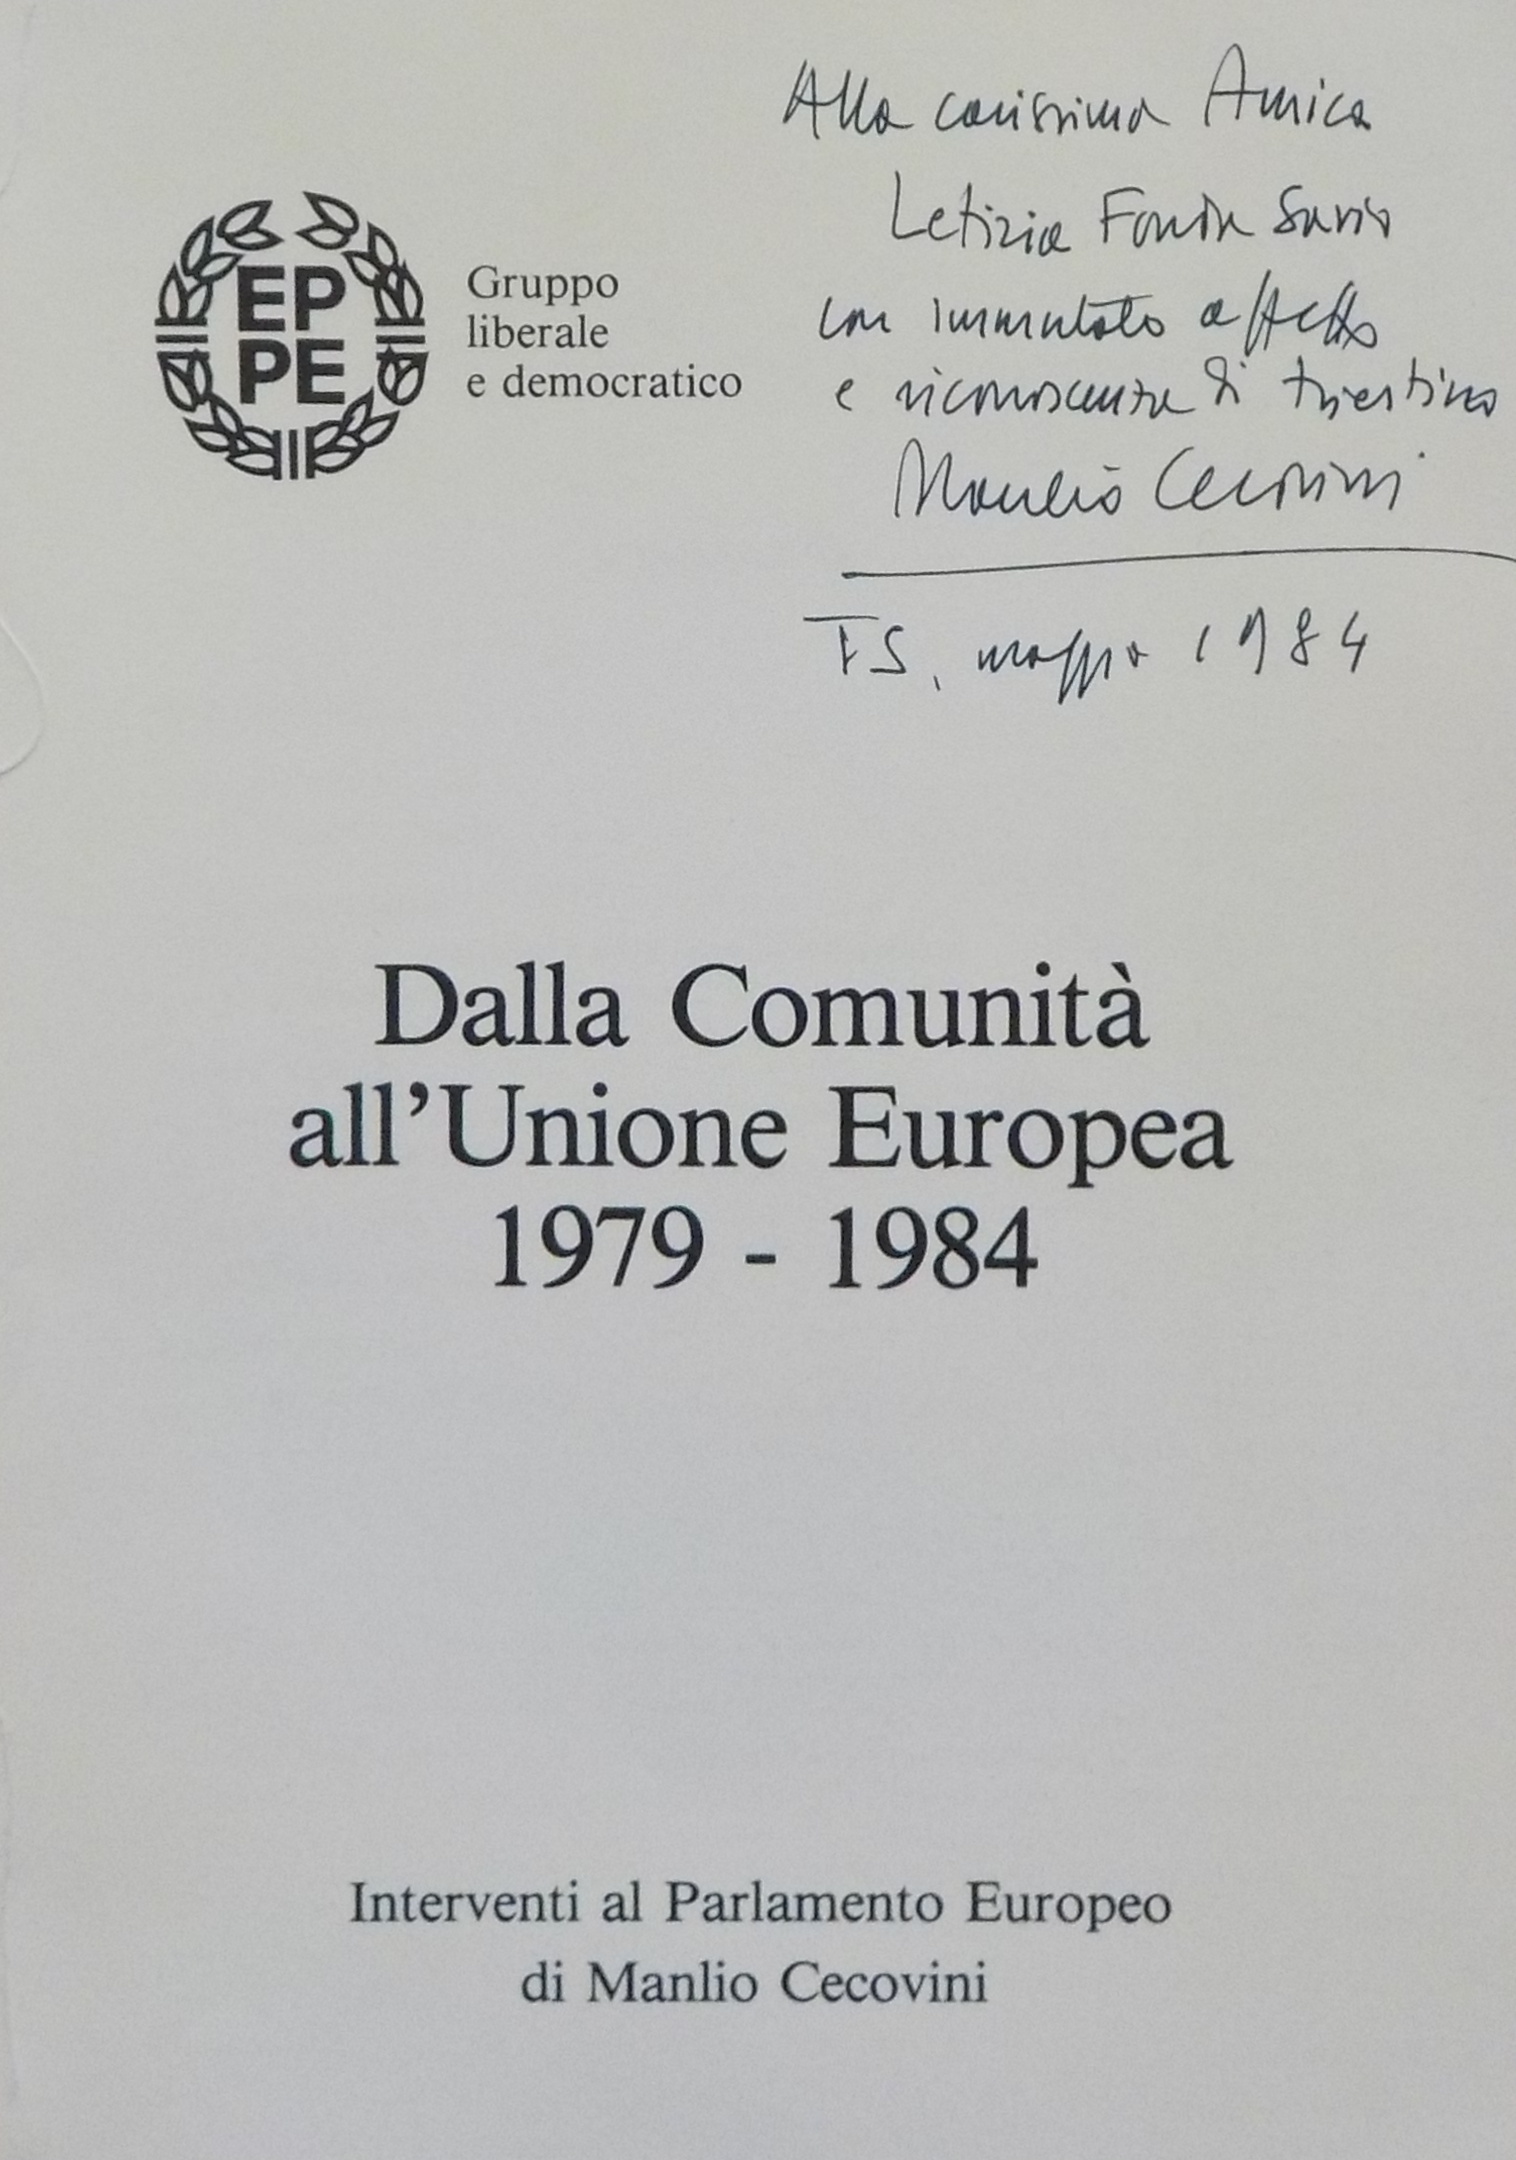 Alla carissima Amica
Letizia Fonda Savio
con immutato affetto
e riconoscenza di triestino
Manlio Cecovini
TS, maggio 1984
EP
PE
Gruppo
liberale
e democratico
Dalla Comunità
all'Unione Europea
1979 - 1984
Interventi al Parlamento Europeo
di Manlio Cecovini